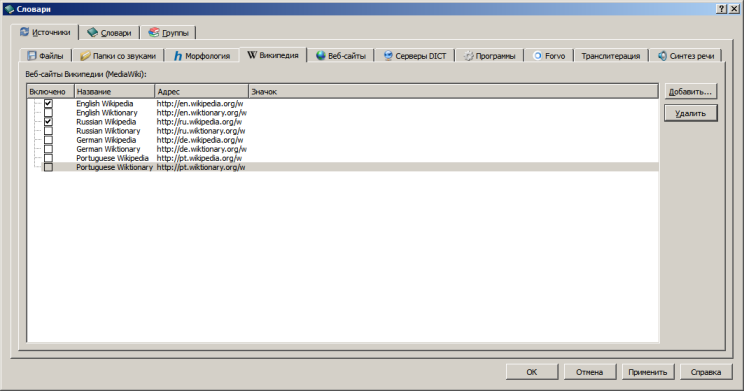 Словари
Источники Словари Группы
Файлы Папки со звуками Морфология Википедия Веб-сайты Серверы DICT Программы Forvo Транслитерация Синтез речи
Веб-сайты Википедии (MediaWiki):
Включено Название Адрес Значок
English Wikipedia http://en.wikipedia.org/w
English Wiktionary http://en.wiktionary.org/w
Russian Wikipedia http://ru.wikipedia.org/w
Russian Wiktionary http://ru.wiktionary.org/w
German Wikipedia http://de.wikipedia.org/w
German Wiktionary http://de.wiktionary.org/w
Portuguese Wikipedia http://pt.wikipedia.org/w
Portuguese Wiktionary http://pt.wiktionary.org/w
Добавить...
Удалить
OK Отмена Применить Справка